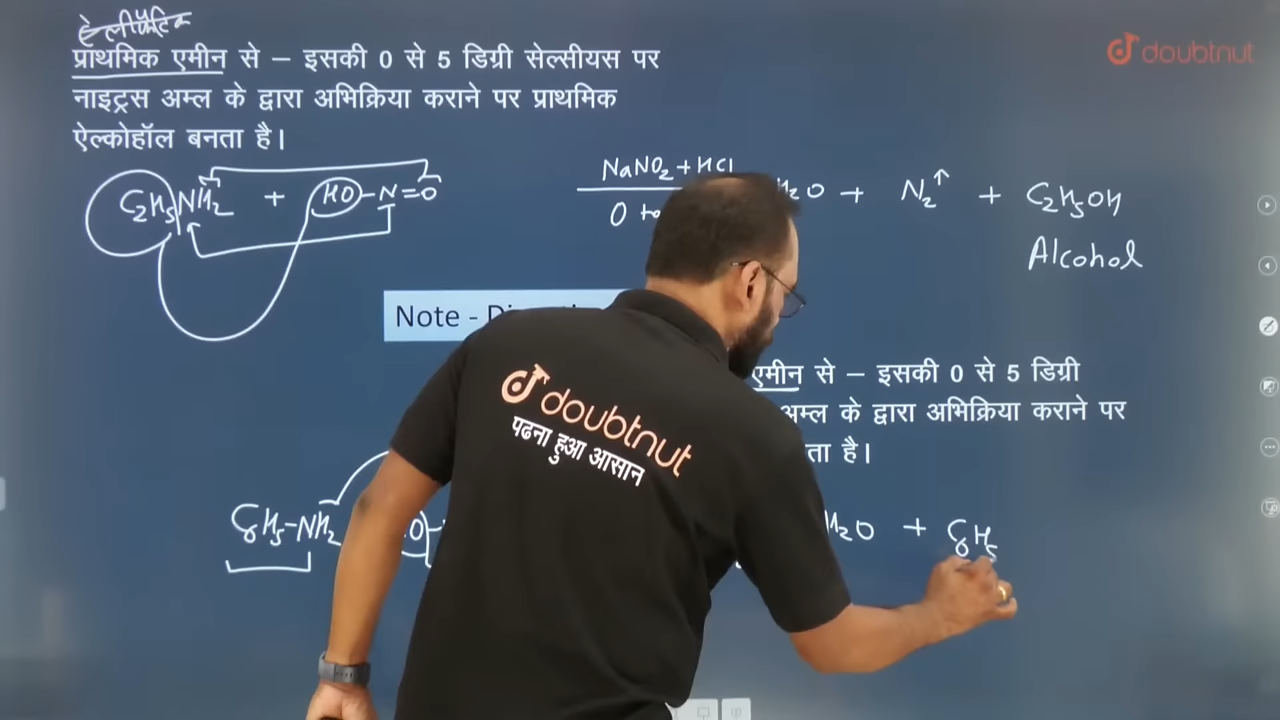 doubtnut
प्राथमिक एमीन से – इसकी 0 से 5 डिग्री सेल्सीयस पर
नाइट्रस अम्ल के द्वारा अभिक्रिया कराने पर प्राथमिक
ऐल्कोहॉल बनता है।
C2H5NH2 + HO-N=O
NaNO2+HCl
0 to
H2O + N2↑ + C2H5OH
Alcohol
Note -
एमीन से – इसकी 0 से 5 डिग्री
अम्ल के द्वारा अभिक्रिया कराने पर
है।
doubtnut
पढना हुआ आसान
C6H5-NH2
H2O + C6H5